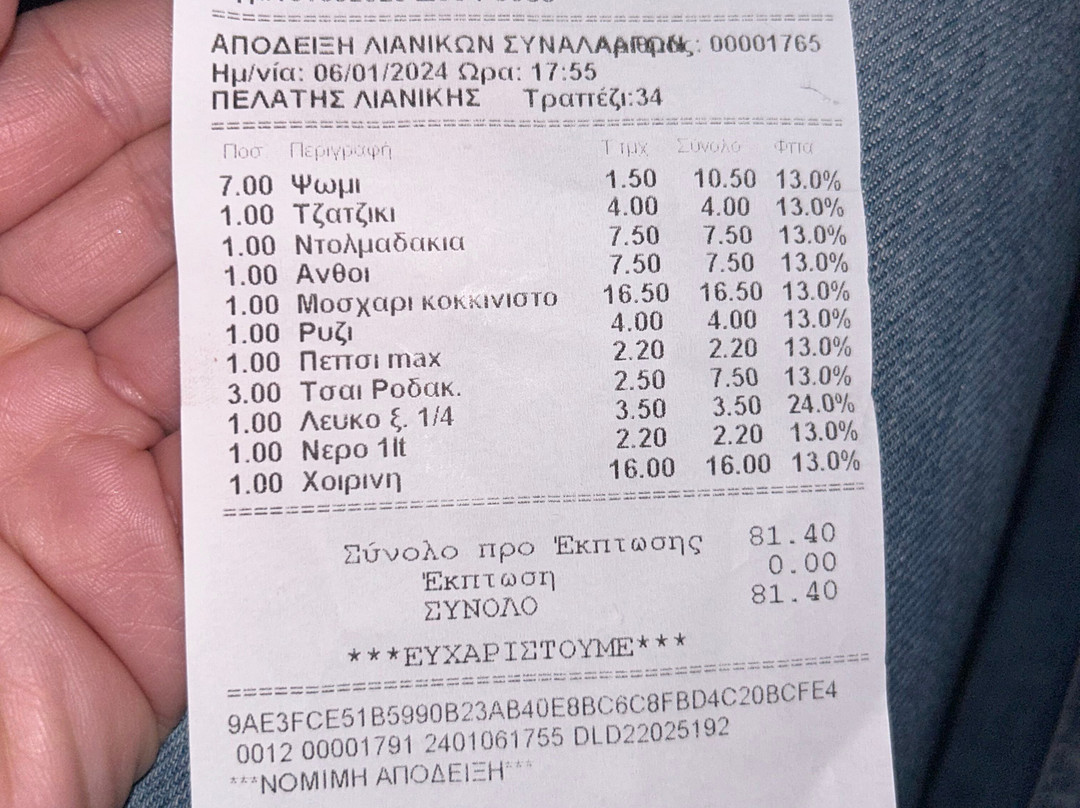 ΑΠΟΔΕΙΞΗ ΛΙΑΝΙΚΩΝ : 00001765
Ημ/νία: 06/01/2024 Ωρα: 17:55
ΠΕΛΑΤΗΣ ΛΙΑΝΙΚΗΣ Τραπέζι:34
Ποσ Περιγραφή Τ τμχ Σύνολο Φπα
7.00 Ψωμι 1.50 10.50 13.0%
1.00 Τζατζικι 4.00 4.00 13.0%
1.00 Ντολμαδακια 7.50 7.50 13.0%
1.00 Ανθοι 7.50 7.50 13.0%
1.00 Μοσχαρι κοκκινιστο 16.50 16.50 13.0%
1.00 Ρυζι 4.00 4.00 13.0%
1.00 Πεπσι max 2.20 2.20 13.0%
3.00 Τσαι Ροδακ. 2.50 7.50 13.0%
1.00 Λευκο ξ. 1/4 3.50 3.50 24.0%
1.00 Νερο 1lt 2.20 2.20 13.0%
1.00 Χοιρινη 16.00 16.00 13.0%
Σύνολο προ Έκπτωσης 81.40
Έκπτωση 0.00
ΣΥΝΟΛΟ 81.40
***ΕΥΧΑΡΙΣΤΟΥΜΕ***
9AE3FCE51B5990B23AB40E8BC6C8FBD4C20BCFE4
0012 00001791 2401061755 DLD22025192
***ΝΟΜΙΜΗ ΑΠΟΔΕΙΞΗ***